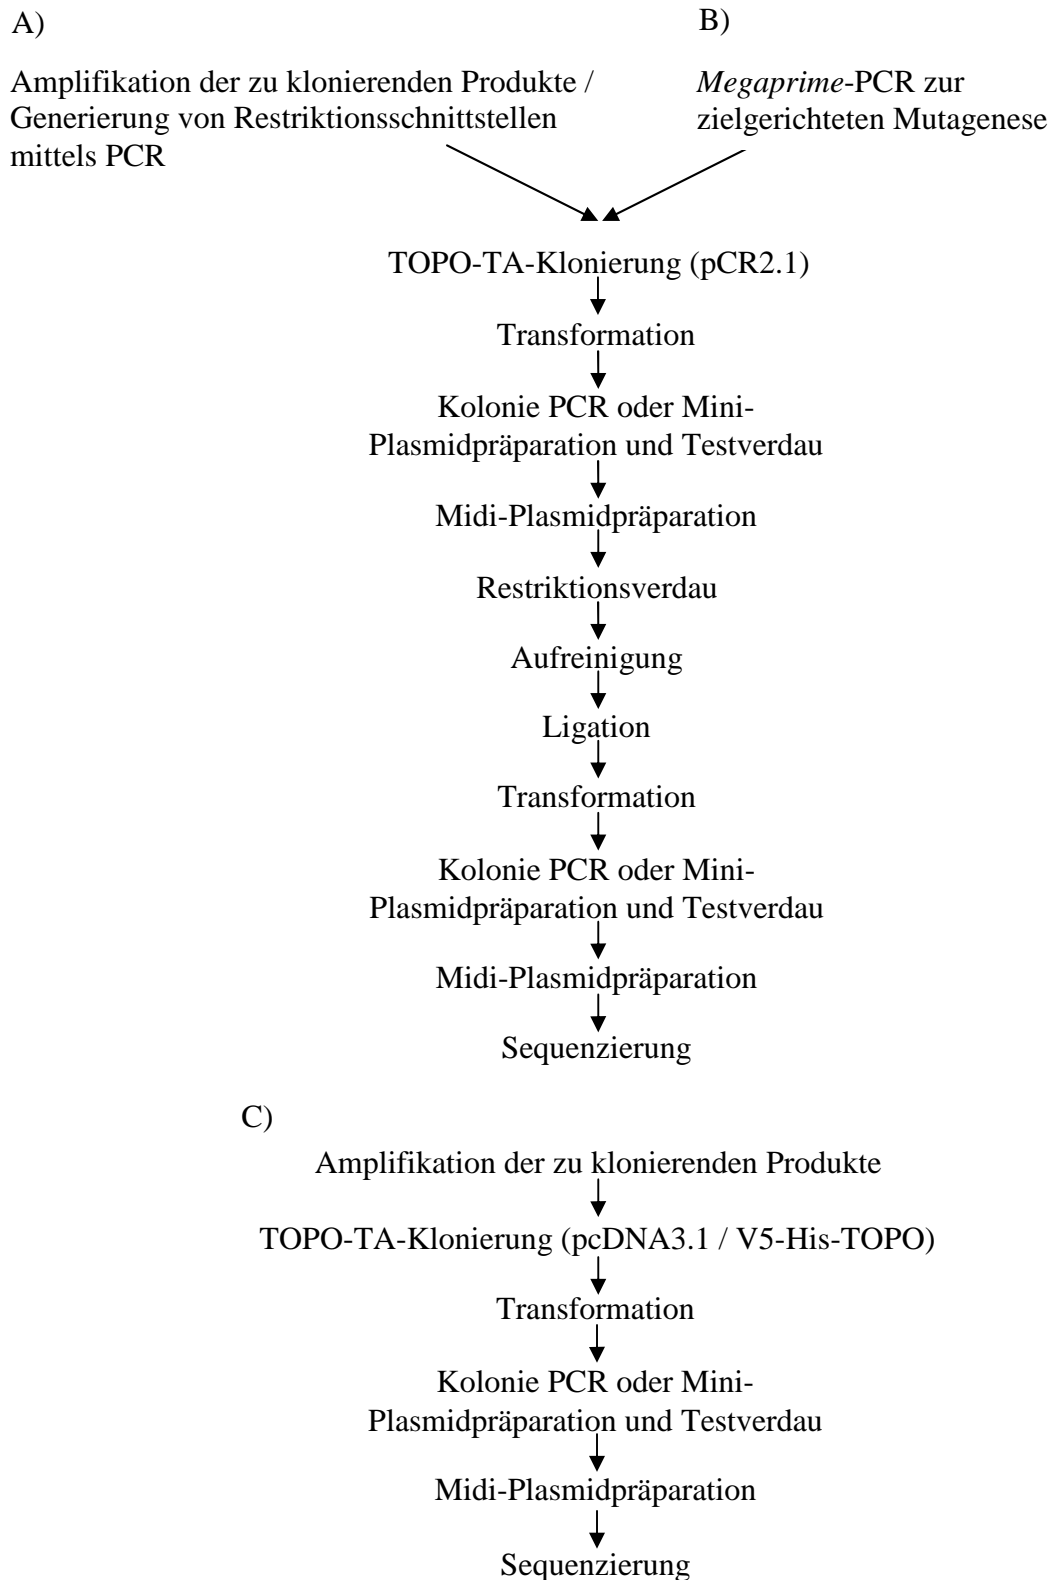 A)
Amplifikation der zu klonierenden Produkte /
Generierung von Restriktionsschnittstellen
mittels PCR
B)
Megaprime-PCR zur
zielgerichteten Mutagenese
TOPO-TA-Klonierung (pCR2.1)
Transformation
Kolonie PCR oder Mini-
Plasmidpräparation und Testverdau
Midi-Plasmidpräparation
Restriktionsverdau
Aufreinigung
Ligation
Transformation
Kolonie PCR oder Mini-
Plasmidpräparation und Testverdau
Midi-Plasmidpräparation
Sequenzierung
C)
Amplifikation der zu klonierenden Produkte
TOPO-TA-Klonierung (pcDNA3.1 / V5-His-TOPO)
Transformation
Kolonie PCR oder Mini-
Plasmidpräparation und Testverdau
Midi-Plasmidpräparation
Sequenzierung